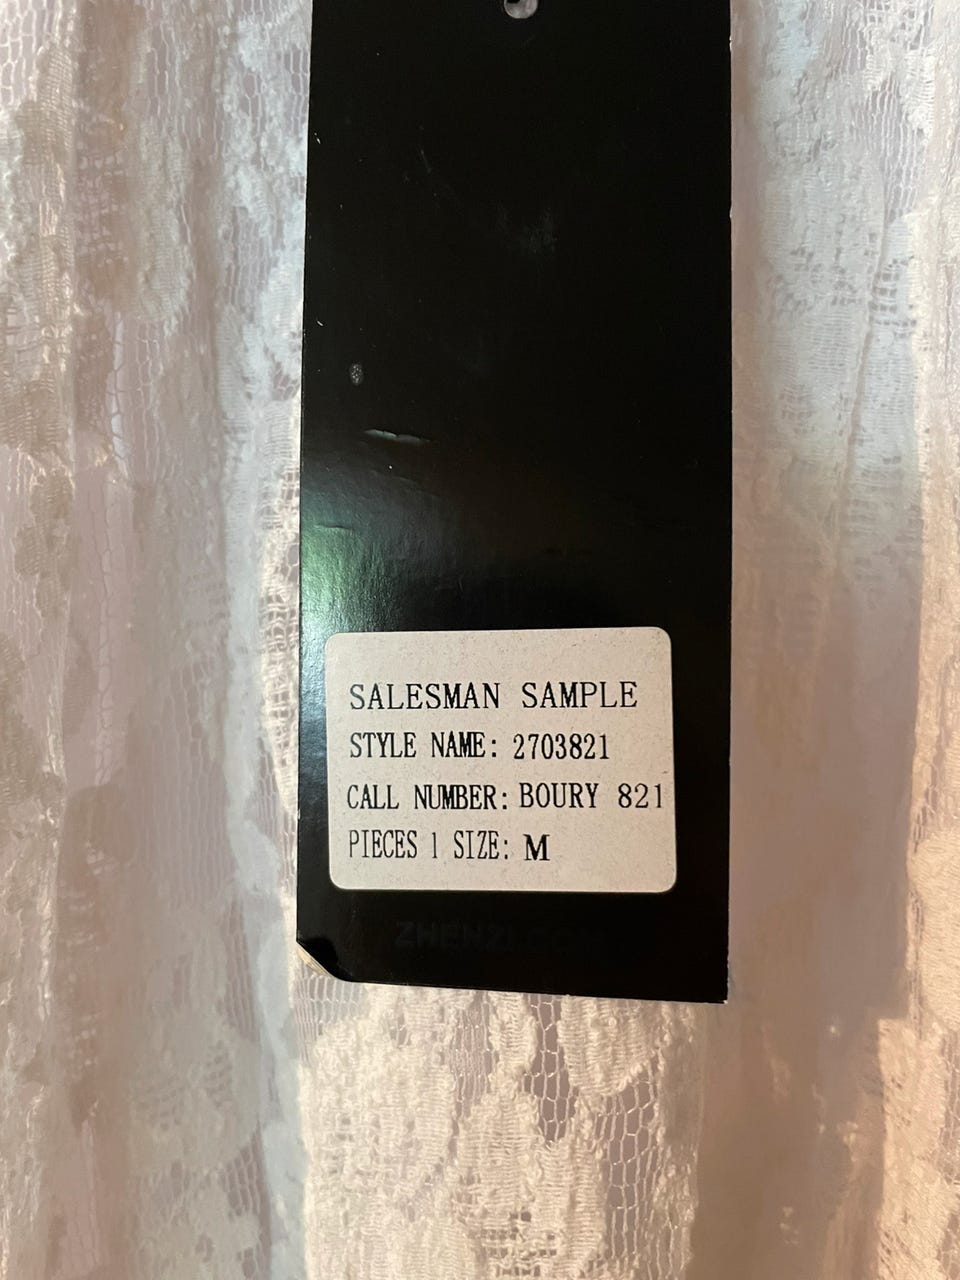 SALESMAN SAMPLE
STYLE NAME: 2703821
CALL NUMBER: BOURY 821
PIECES 1 SIZE: M